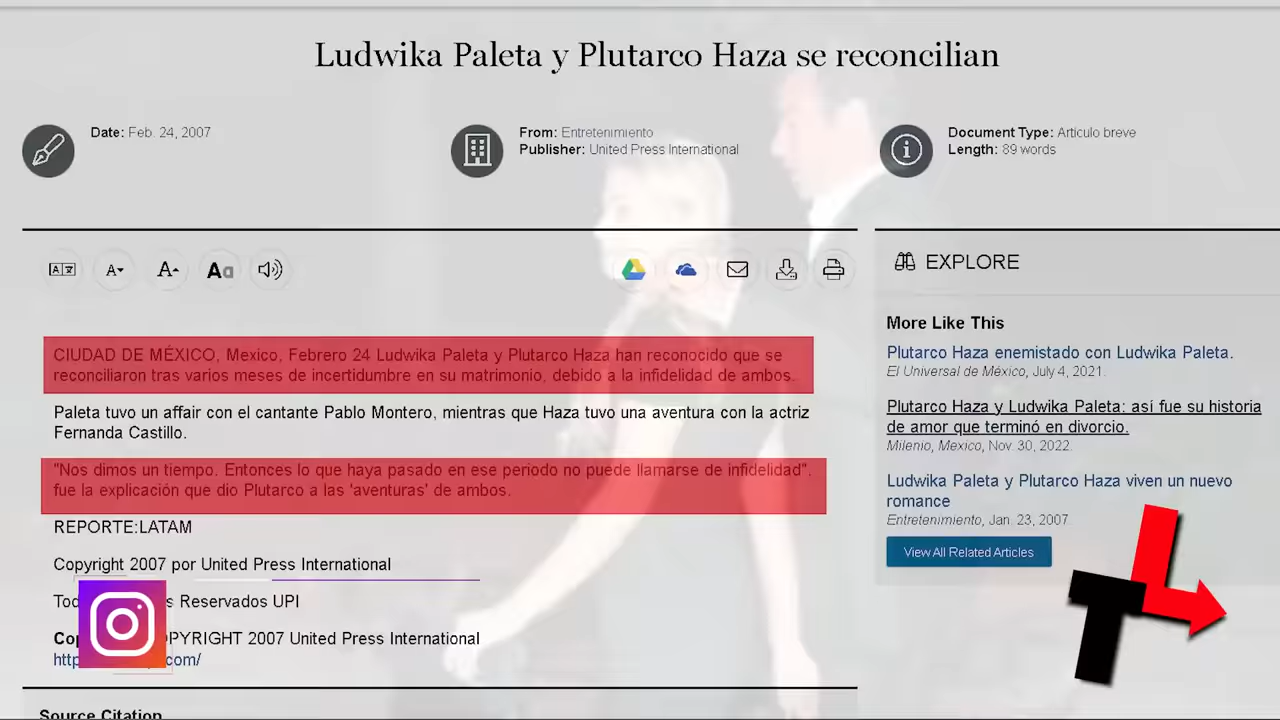 Ludwika Paleta y Plutarco Haza se reconcilian
Date: Feb. 24, 2007
From: Entretenimiento
Publisher: United Press International
Document Type: Articulo breve
Length: 89 words
A
A
Aa
CIUDAD DE MÉXICO, Mexico, Febrero 24 Ludwika Paleta y Plutarco Haza han reconocido que se
reconciliaron tras varios meses de incertidumbre en su matrimonio, debido a la infidelidad de ambos.
Paleta tuvo un affair con el cantante Pablo Montero, mientras que Haza tuvo una aventura con la actriz
Fernanda Castillo.
"Nos dimos un tiempo. Entonces lo que haya pasado en ese periodo no puede llamarse de infidelidad".
fue la explicación que dio Plutarco a las 'aventuras' de ambos.
REPORTE:LATAM
Copyright 2007 por United Press International
Reservados UPI
COPYRIGHT 2007 United Press International
.com/
Source Citation
EXPLORE
More Like This
Plutarco Haza enemistado con Ludwika Paleta.
El Universal de México, July 4, 2021.
Plutarco Haza y Ludwika Paleta: así fue su historia
de amor que terminó en divorcio.
Milenio, Mexico, Nov. 30, 2022.
Ludwika Paleta y Plutarco Haza viven un nuevo
romance
Entretenimiento, Jan. 23, 2007
View All Related Articles
TL